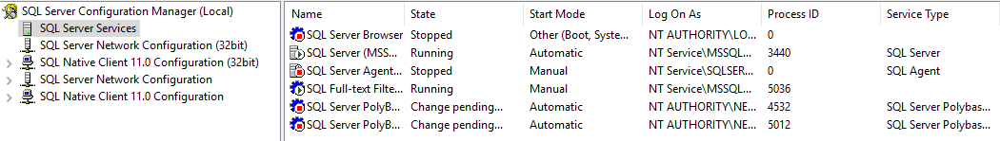 SQL Server Configuration Manager (Local)
SQL Server Services
SQL Server Network Configuration (32bit)
SQL Native Client 11.0 Configuration (32bit)
SQL Server Network Configuration
SQL Native Client 11.0 Configuration
Name State Start Mode Log On As Process ID Service Type
SQL Server Browser Stopped Other (Boot, Syste... NT AUTHORITY\LO... 0
SQL Server (MSS... Running Automatic NT Service\MSSQL... 3440 SQL Server
SQL Server Agent... Stopped Manual NT Service\SQLSER... 0 SQL Agent
SQL Full-text Filte... Running Manual NT Service\MSSQL... 5036
SQL Server PolyB... Change pending... Automatic NT AUTHORITY\NE... 4532 SQL Server Polybas...
SQL Server PolyB... Change pending... Automatic NT AUTHORITY\NE... 5012 SQL Server Polybas...